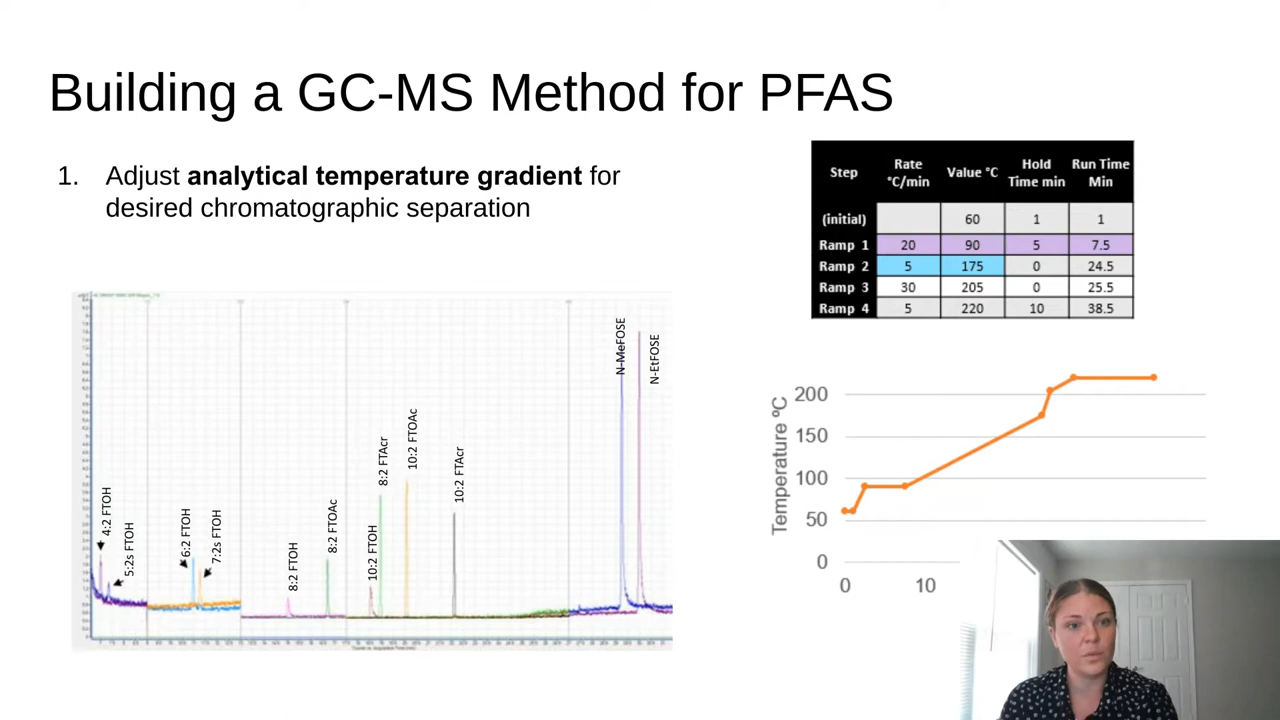 Building a GC-MS Method for PFAS
1. Adjust analytical temperature gradient for
desired chromatographic separation
Step Rate °C/min Value °C Hold Time min Run Time Min
(initial) 60 1 1
Ramp 1 20 90 5 7.5
Ramp 2 5 175 0 24.5
Ramp 3 30 205 0 25.5
Ramp 4 5 220 10 38.5
4:2 FTOH
5:2s FTOH
6:2 FTOH
7:2s FTOH
8:2 FTOH
8:2 FTOAc
10:2 FTOH
8:2 FTAcr
10:2 FTOAc
10:2 FTAcr
N-MeFOSE
N-EtFOSE
Temperature ºC
200
150
100
50
0
0 10